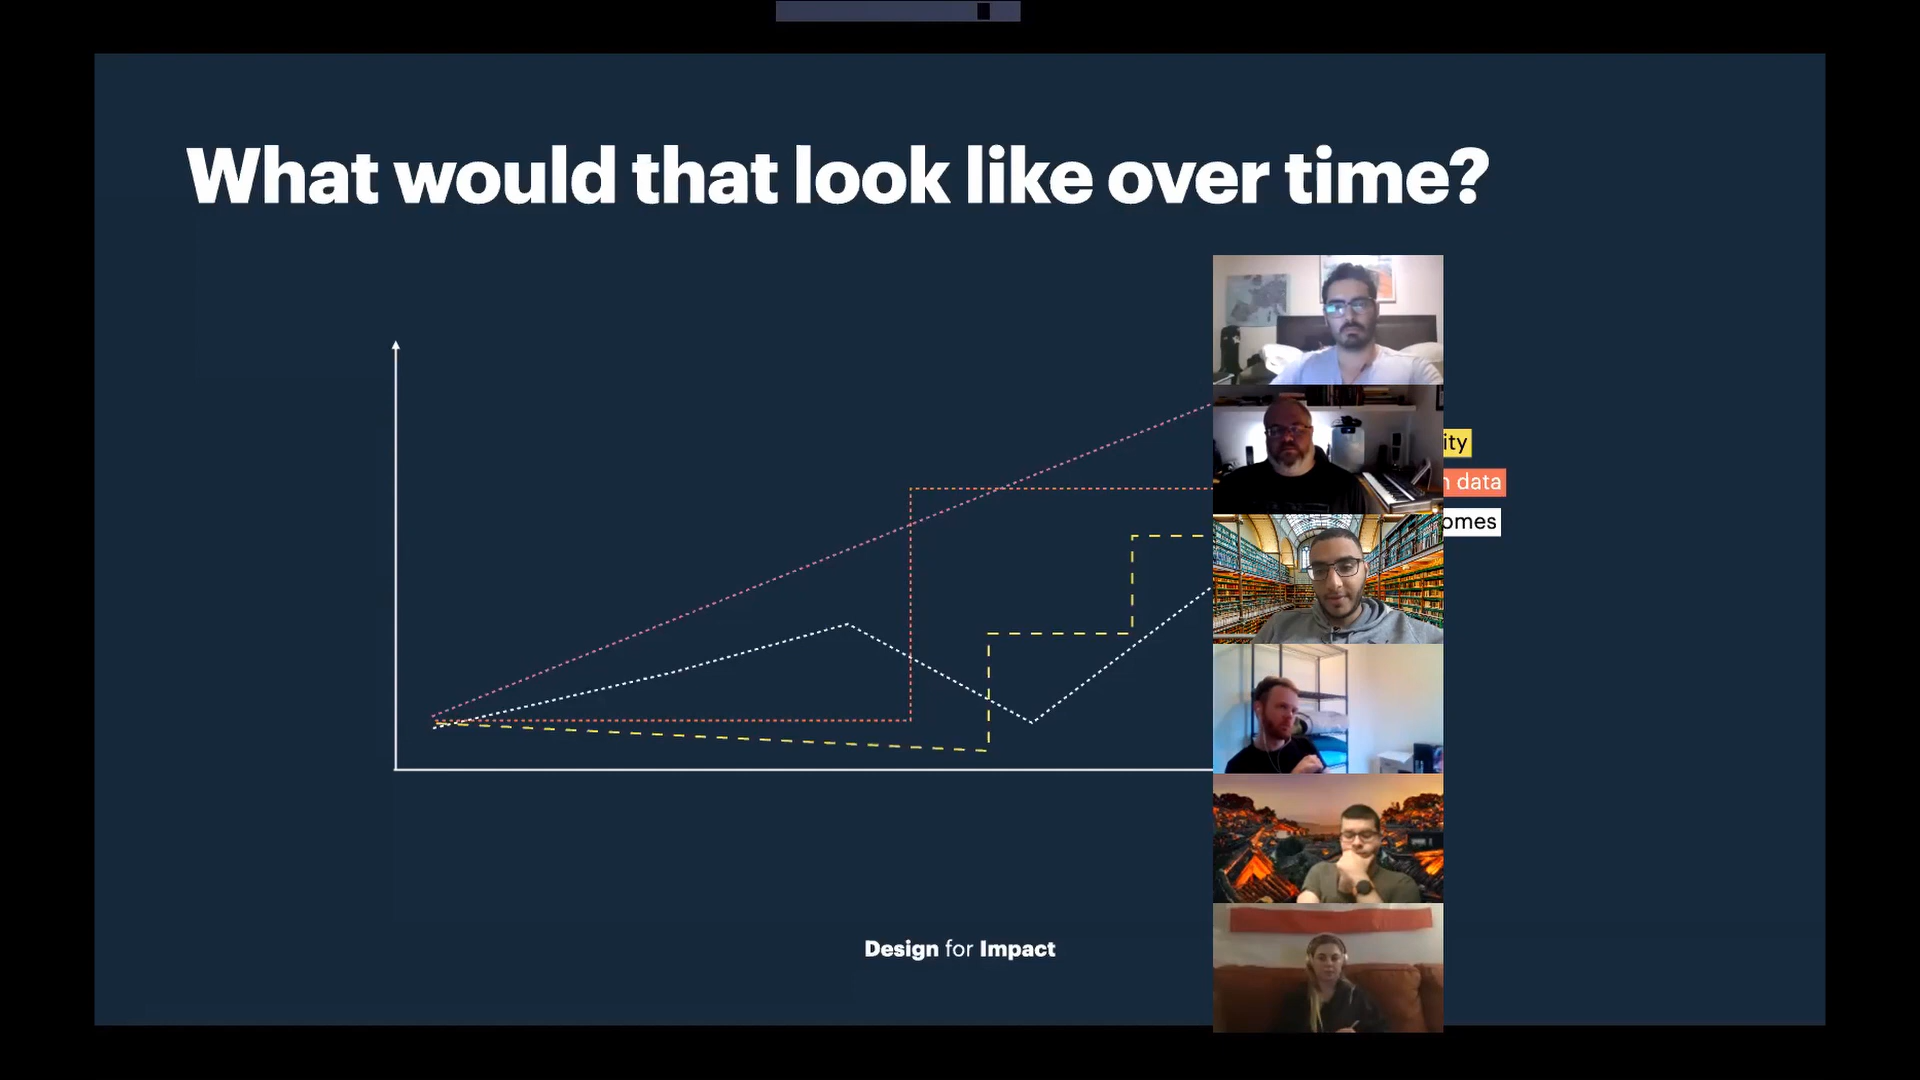 What would that look like over time?
ity
data
omes
Design for Impact